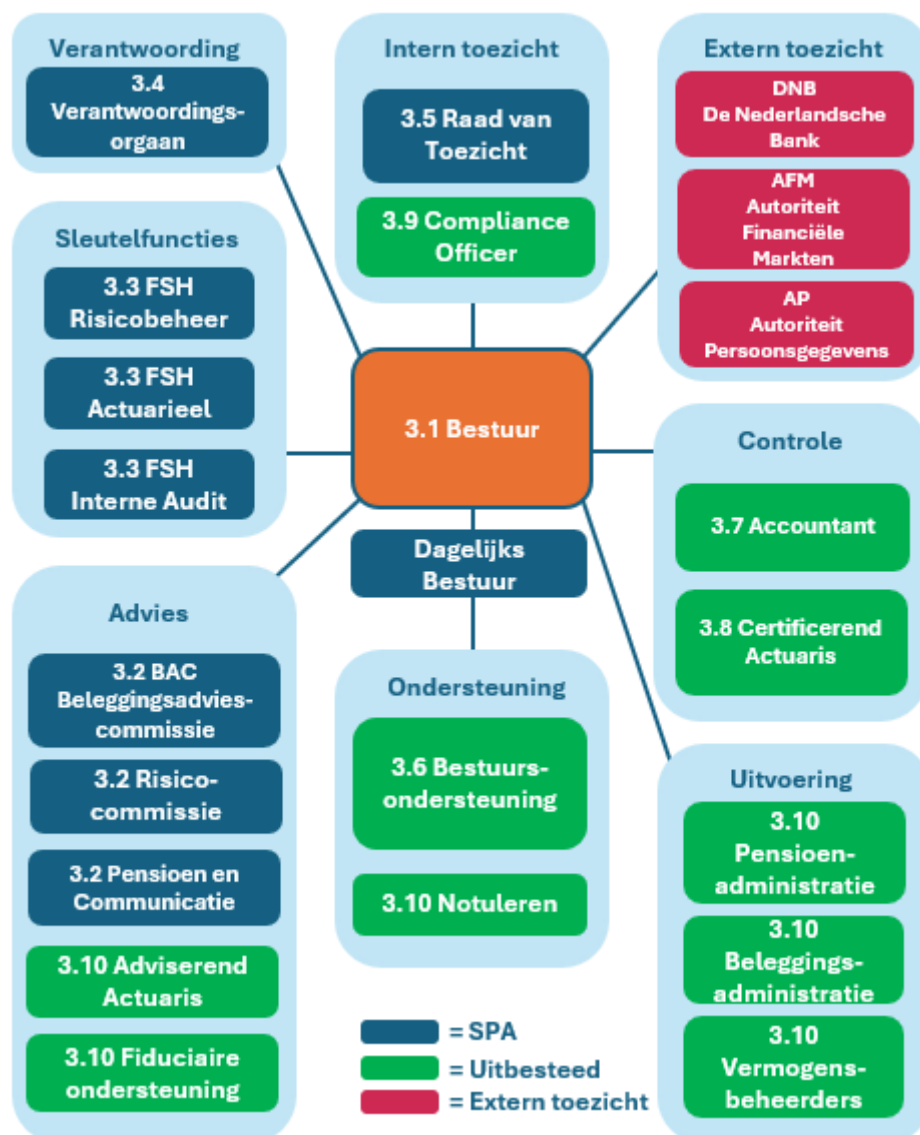 Verantwoording
3.4
Verantwoordings-
orgaan
Intern toezicht
3.5 Raad van
Toezicht
3.9 Compliance
Officer
Extern toezicht
DNB
De Nederlandsche
Bank
AFM
Autoriteit
Financiële
Markten
AP
Autoriteit
Persoonsgegevens
Sleutelfuncties
3.3 FSH
Risicobeheer
3.3 FSH
Actuarieel
3.3 FSH
Interne Audit
3.1 Bestuur
Dagelijks
Bestuur
Controle
3.7 Accountant
3.8 Certificerend
Actuaris
Advies
3.2 BAC
Beleggingsadvies-
commissie
3.2 Risico-
commissie
3.2 Pensioen en
Communicatie
3.10 Adviserend
Actuaris
3.10 Fiduciaire
ondersteuning
Ondersteuning
3.6 Bestuurs-
ondersteuning
3.10 Notuleren
Uitvoering
3.10
Pensioen-
administratie
3.10
Beleggings-
administratie
3.10
Vermogens-
beheerders
= SPA
= Uitbesteed
= Extern toezicht